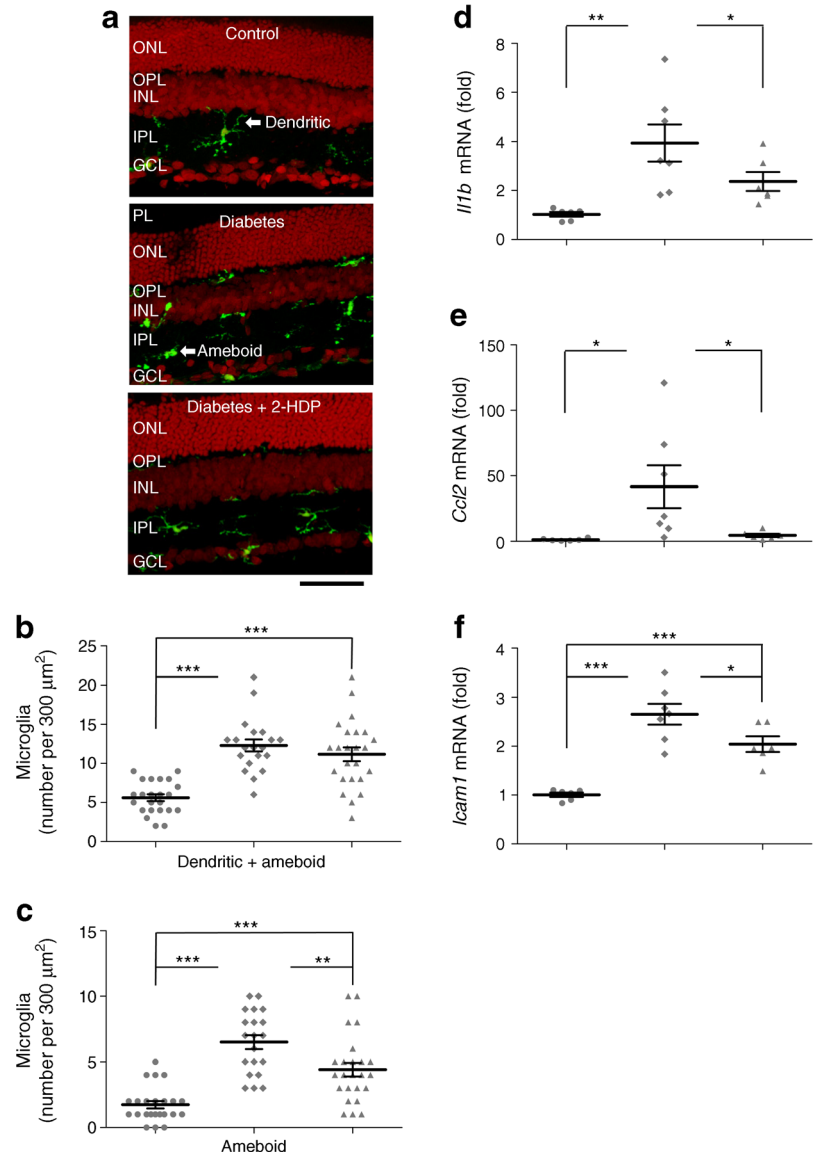 a
Control
ONL
OPL
INL
Dendritic
IPL
GCL
PL
Diabetes
ONL
OPL
INL
IPL
Ameboid
GCL
Diabetes + 2-HDP
ONL
OPL
INL
IPL
GCL
b
Microglia
(number per 300 μm²)
25
20
15
10
5
0
***
***
Dendritic + ameboid
c
Microglia
(number per 300 μm²)
15
10
5
0
***
***
**
Ameboid
d
Il1b mRNA (fold)
8
6
4
2
0
**
*
e
Ccl2 mRNA (fold)
150
100
50
0
*
*
f
Icam1 mRNA (fold)
4
3
2
1
0
***
***
*